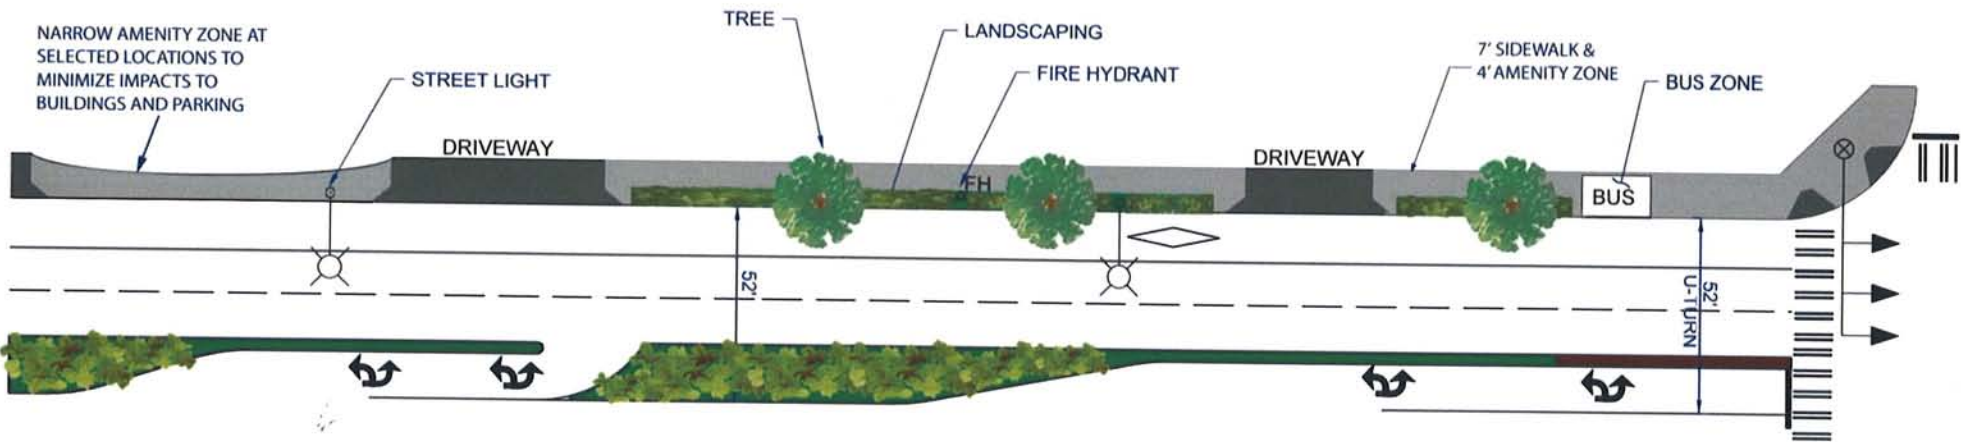 NARROW AMENITY ZONE AT
SELECTED LOCATIONS TO
MINIMIZE IMPACTS TO
BUILDINGS AND PARKING
STREET LIGHT
DRIVEWAY
TREE
LANDSCAPING
FIRE HYDRANT
FH
DRIVEWAY
7' SIDEWALK &
4' AMENITY ZONE
BUS ZONE
BUS
52'
52'
U-TURN